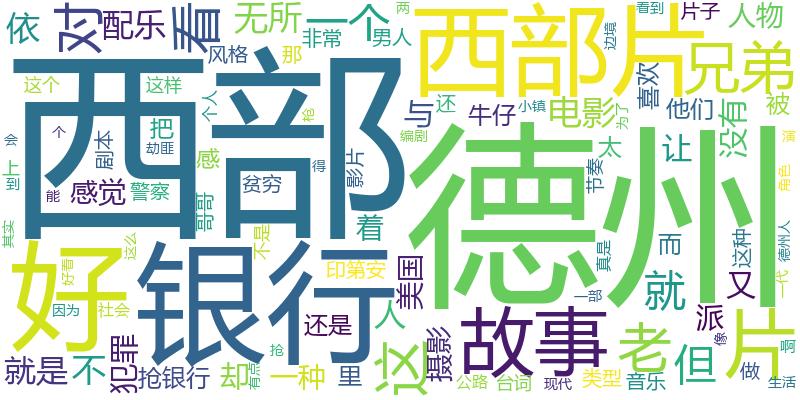 依
对
配乐
看
无所
一个
西部片
片子
人物
看到
两
边境
兄弟
风格
非常
男人
那
喜欢
西部
德州
这个
这样
个人
他们
被
没有
与
还
牛仔
电影
小镇
为了
枪
编剧
会
个
剧本
把
劫匪
感
上
到
能
感觉
警察
哥哥
贫穷
影片
得
太
让
演
角色
节奏
着
不是
其实
这么
好
好看
因为
社会
银行
印第安
美国
真是
而
这种
德州人
一代
就
又
一部
还是
人
故事
派
像
片
啊
就是
不
犯罪
抢银行
却
有点
抢
一种
里
这
摄影
公路
台词
现代
类型
老
音乐
但
做
生活